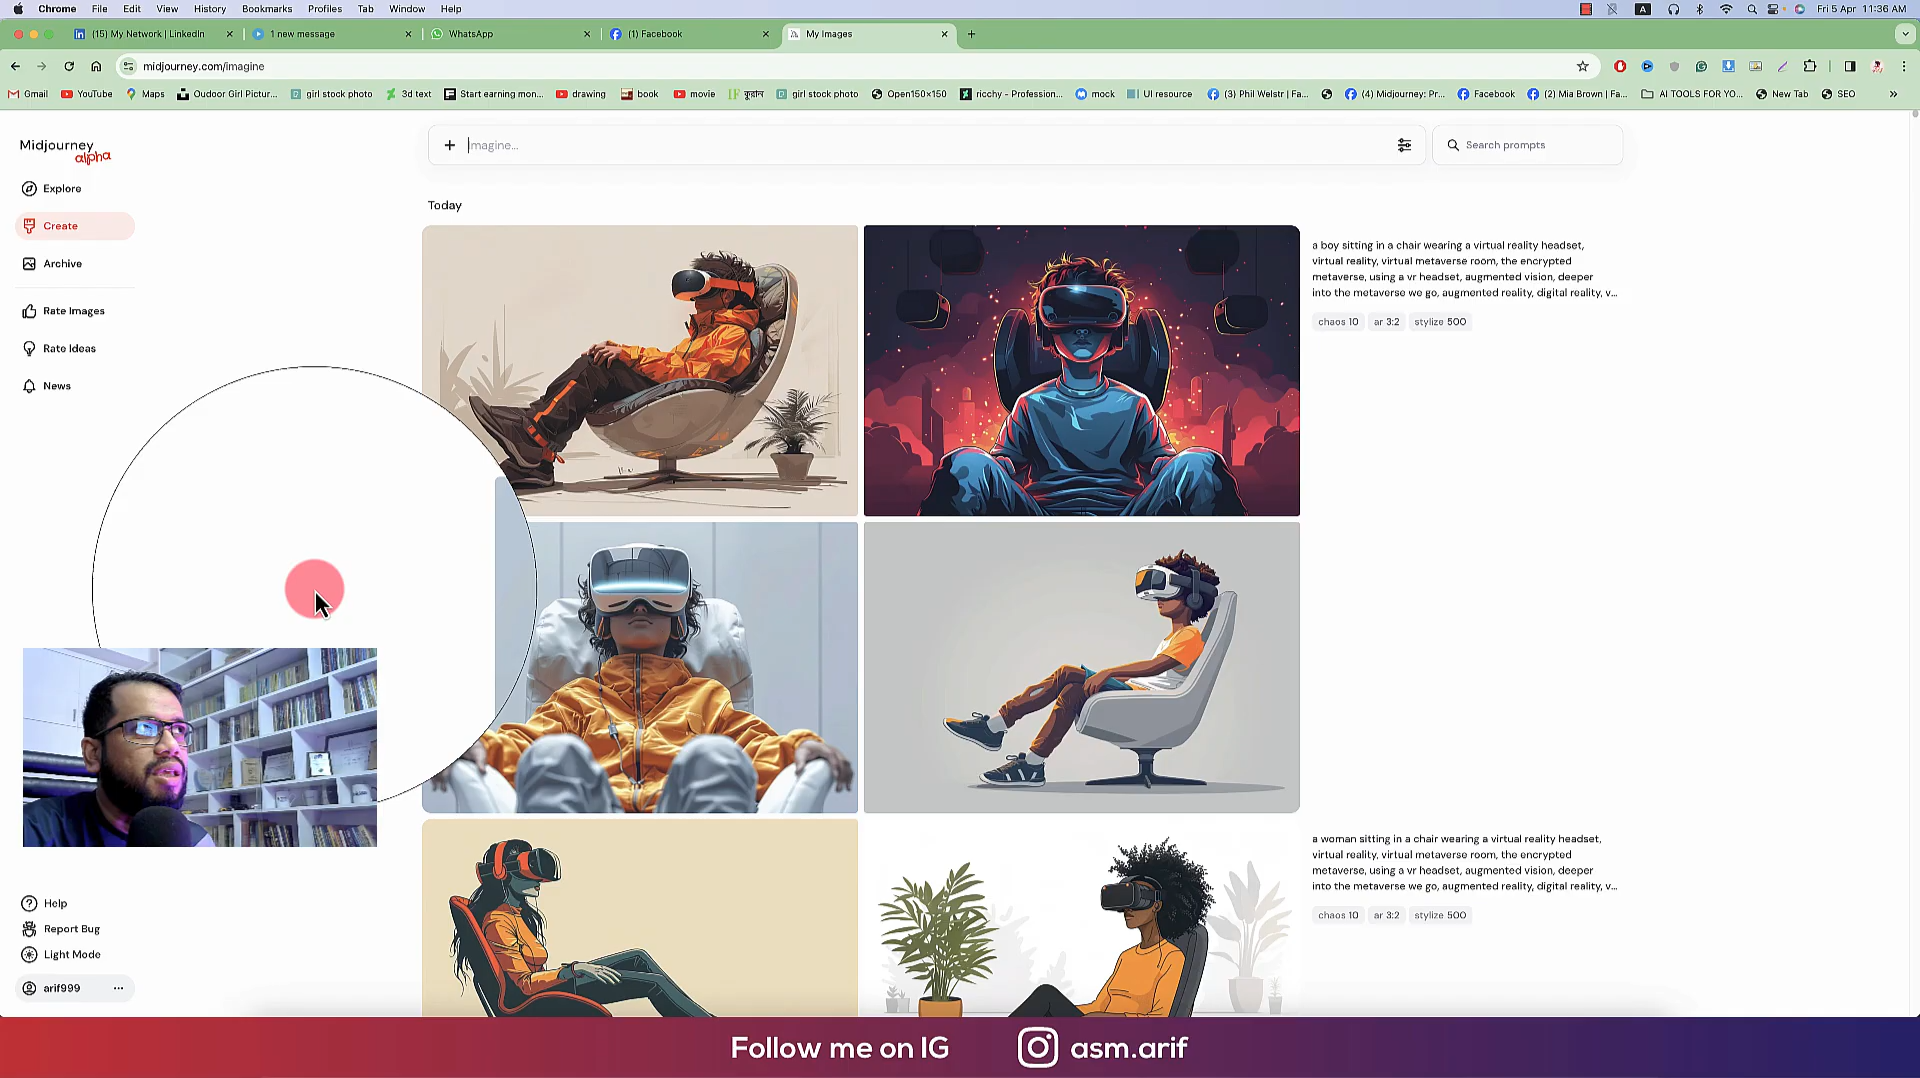 Chrome File Edit View History Bookmarks Profiles Tab Window Help
A Fri 5 Apr 11:36 AM
(15) My Network | LinkedIn
1 new message
WhatsApp
(1) Facebook
My Images
midjourney.com/imagine
Gmail
YouTube
Maps
Oudoor Girl Pictur...
girl stock photo
3d text
Start earning mon...
drawing
book
movie
कुরান
girl stock photo
Open150×150
ricchy - Profession...
mock
UI resource
(3) Phil Welstr | Fa...
(4) Midjourney: Pr...
Facebook
(2) Mia Brown | Fa...
AI TOOLS FOR YO...
New Tab
SEO
Midjourney
alpha
Imagine...
Search prompts
Explore
Create
Archive
Rate Images
Rate Ideas
News
Today
a boy sitting in a chair wearing a virtual reality headset,
virtual reality, virtual metaverse room, the encrypted
metaverse, using a vr headset, augmented vision, deeper
into the metaverse we go, augmented reality, digital reality, v...
chaos 10 ar 3:2 stylize 500
a woman sitting in a chair wearing a virtual reality headset,
virtual reality, virtual metaverse room, the encrypted
metaverse, using a vr headset, augmented vision, deeper
into the metaverse we go, augmented reality, digital reality, v...
chaos 10 ar 3:2 stylize 500
Help
Report Bug
Light Mode
arif999
Follow me on IG asm.arif